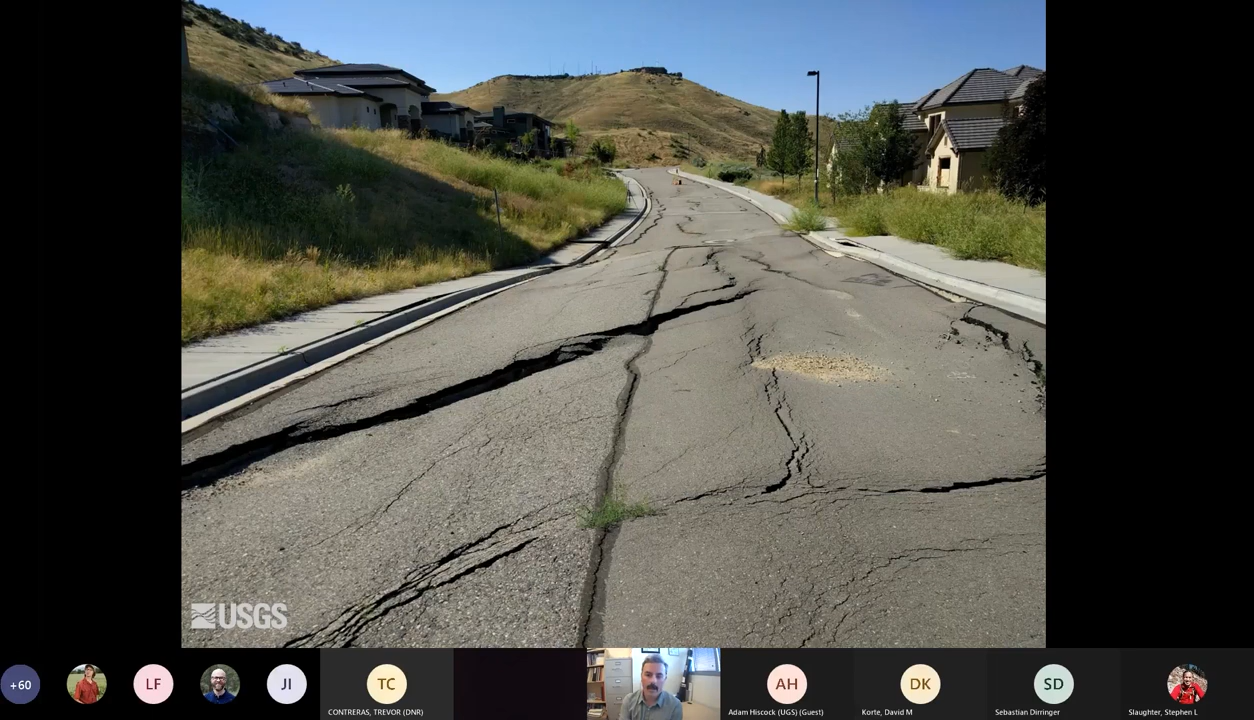 USGS
+60
LF
JI
TC
CONTRERAS, TREVOR (DNR)
AH
Adam Hiscock (UGS) (Guest)
DK
Korte, David M
SD
Sebastian Dirringer
Slaughter, Stephen L